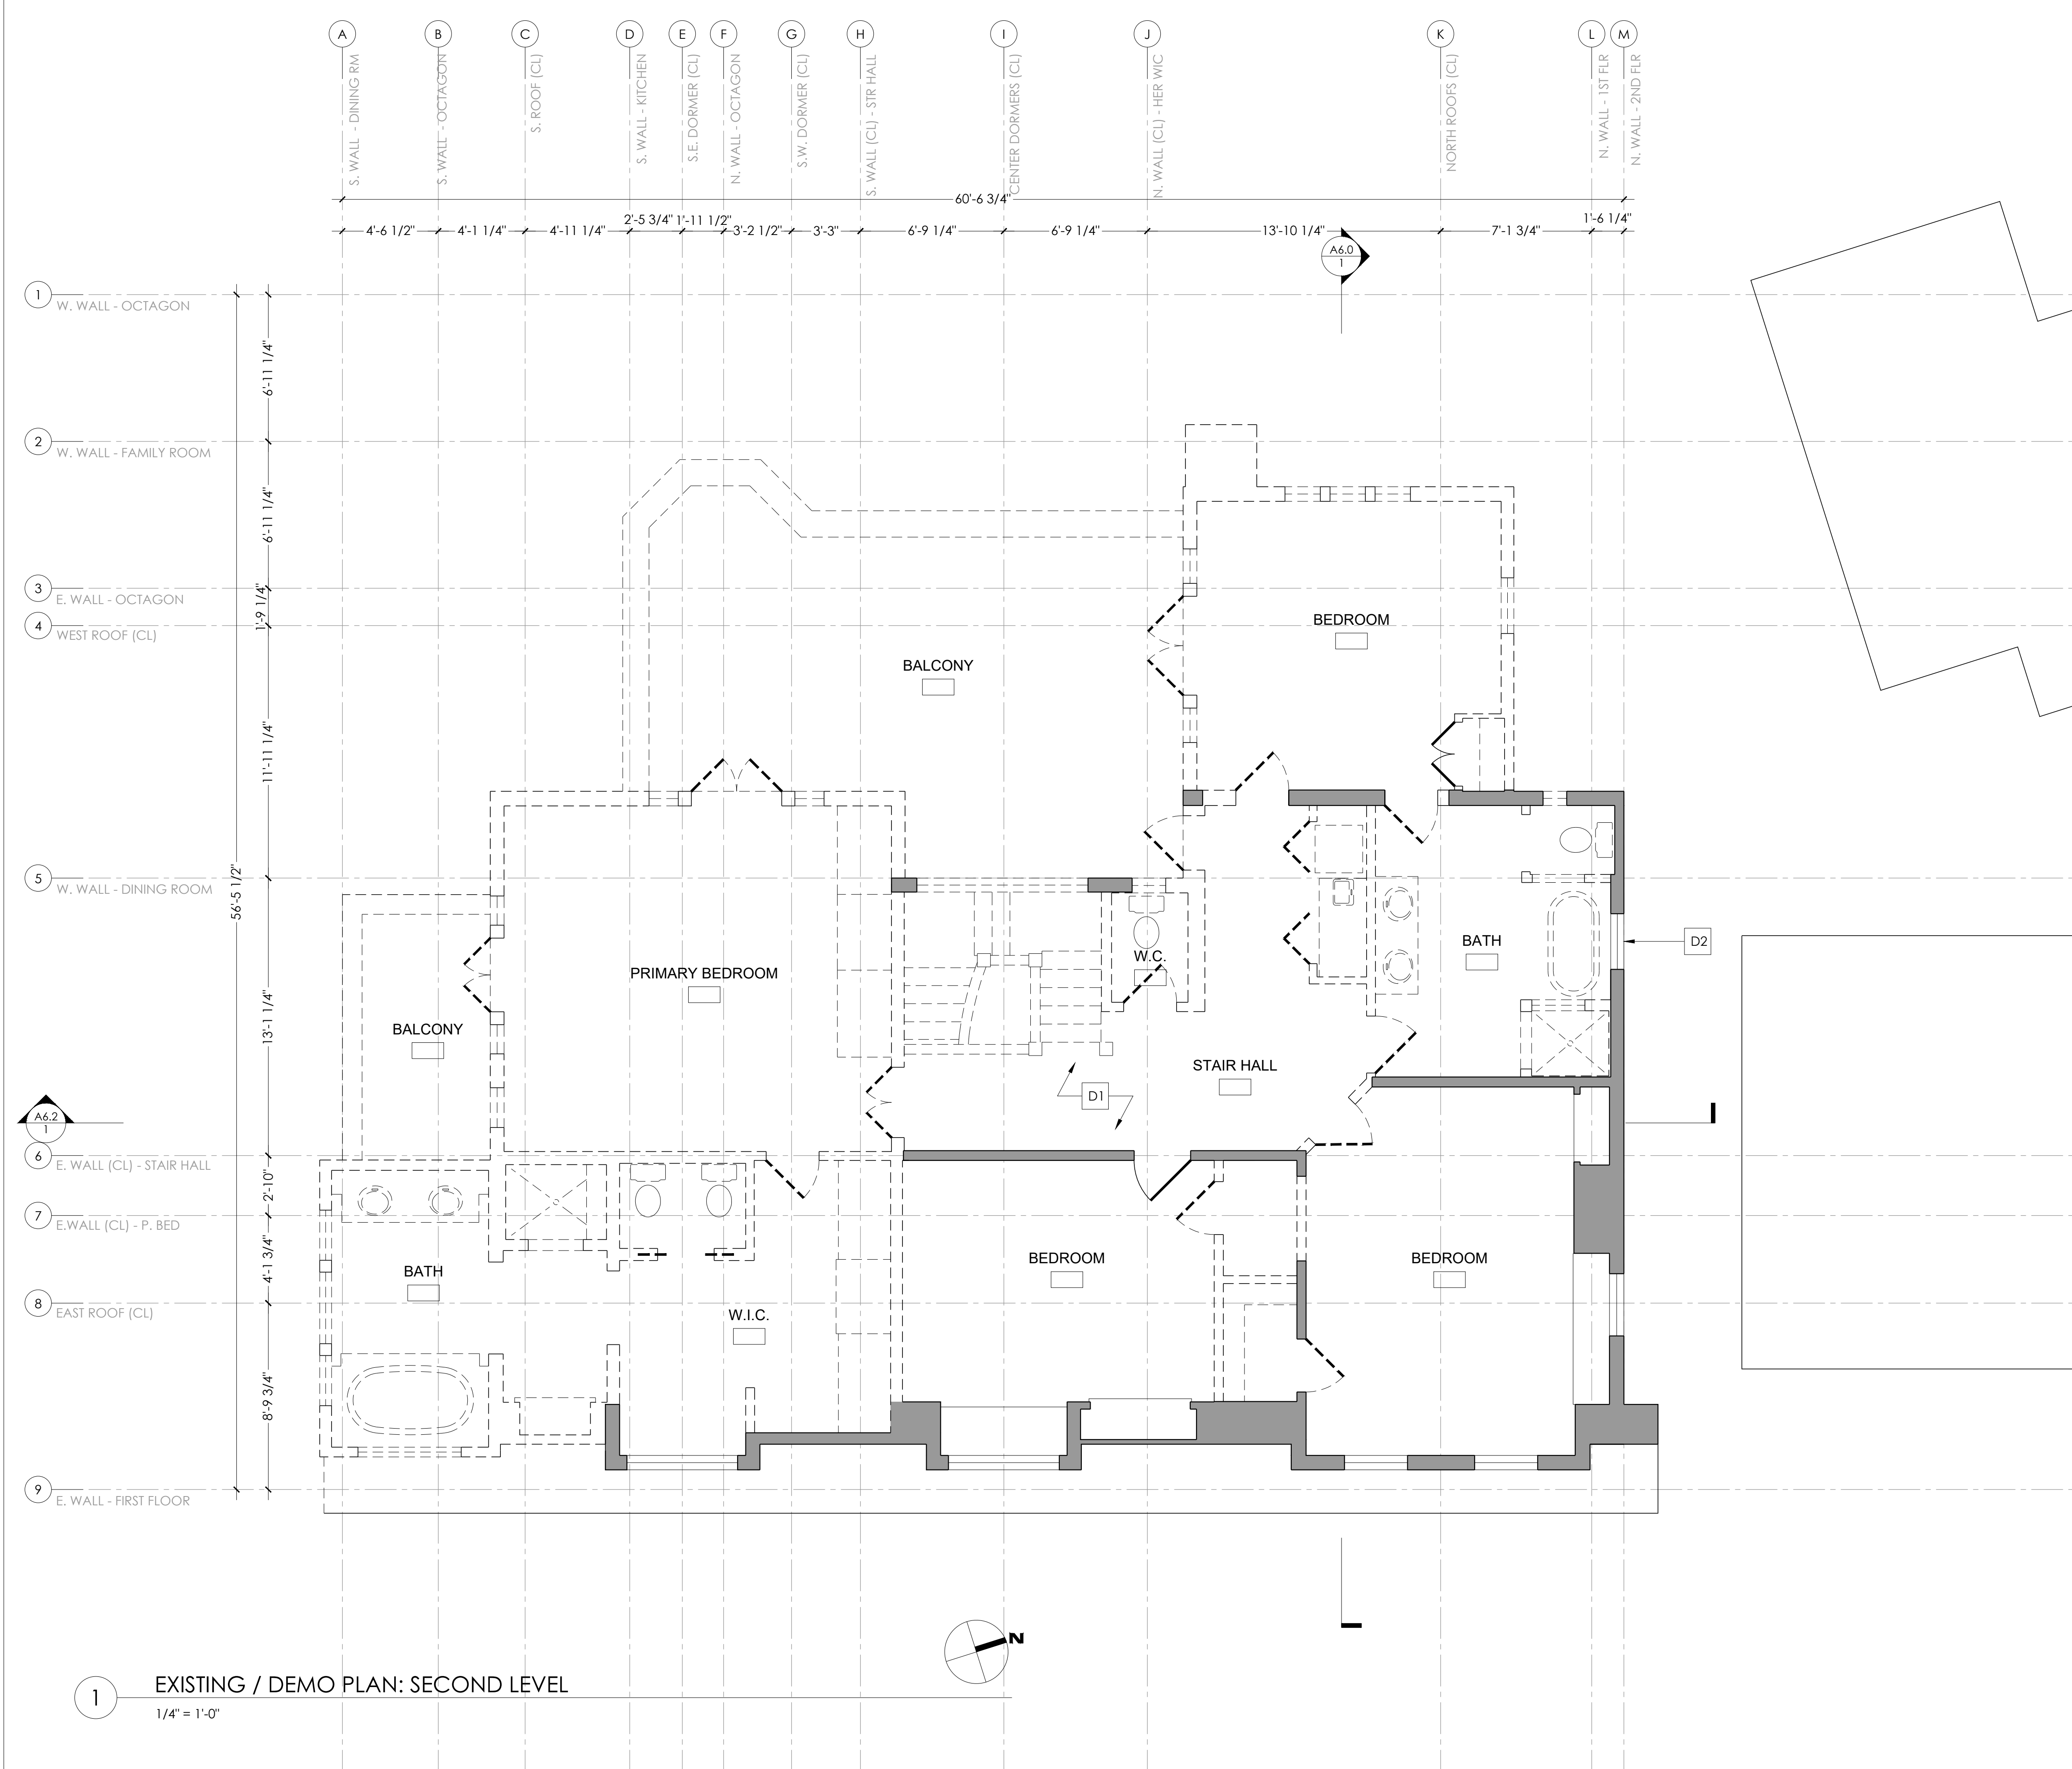 A B C D E F G H I J K L M
S. WALL - DINING RM
S. WALL - OCTAGON
S. ROOF (CL)
S. WALL - KITCHEN
S.E. DORMER (CL)
N. WALL - OCTAGON
S.W. DORMER (CL)
S. WALL (CL) - STR HALL
CENTER DORMERS (CL)
N. WALL (CL) - HER WIC
NORTH ROOFS (CL)
N. WALL - 1ST FLR
N. WALL - 2ND FLR
60'-6 3/4"
4'-6 1/2" 4'-1 1/4" 4'-11 1/4" 2'-5 3/4" 1'-11 1/2" 3'-2 1/2" 3'-3" 6'-9 1/4" 6'-9 1/4" 13'-10 1/4" 7'-1 3/4" 1'-6 1/4"
A6.0
1
1
W. WALL - OCTAGON
6'-11 1/4"
2
W. WALL - FAMILY ROOM
6'-11 1/4"
3
E. WALL - OCTAGON
1'-9 1/4"
4
WEST ROOF (CL)
BEDROOM
BALCONY
11'-11 1/4"
5
W. WALL - DINING ROOM
56'-5 1/2"
BATH
D2
W.C.
PRIMARY BEDROOM
BALCONY
13'-1 1/4"
STAIR HALL
D1
A6.2
1
6
E. WALL (CL) - STAIR HALL
2'-10"
7
E.WALL (CL) - P. BED
4'-1 3/4"
BEDROOM
BEDROOM
BATH
8
EAST ROOF (CL)
W.I.C.
8'-9 3/4"
9
E. WALL - FIRST FLOOR
N
1
EXISTING / DEMO PLAN: SECOND LEVEL
1/4" = 1'-0"